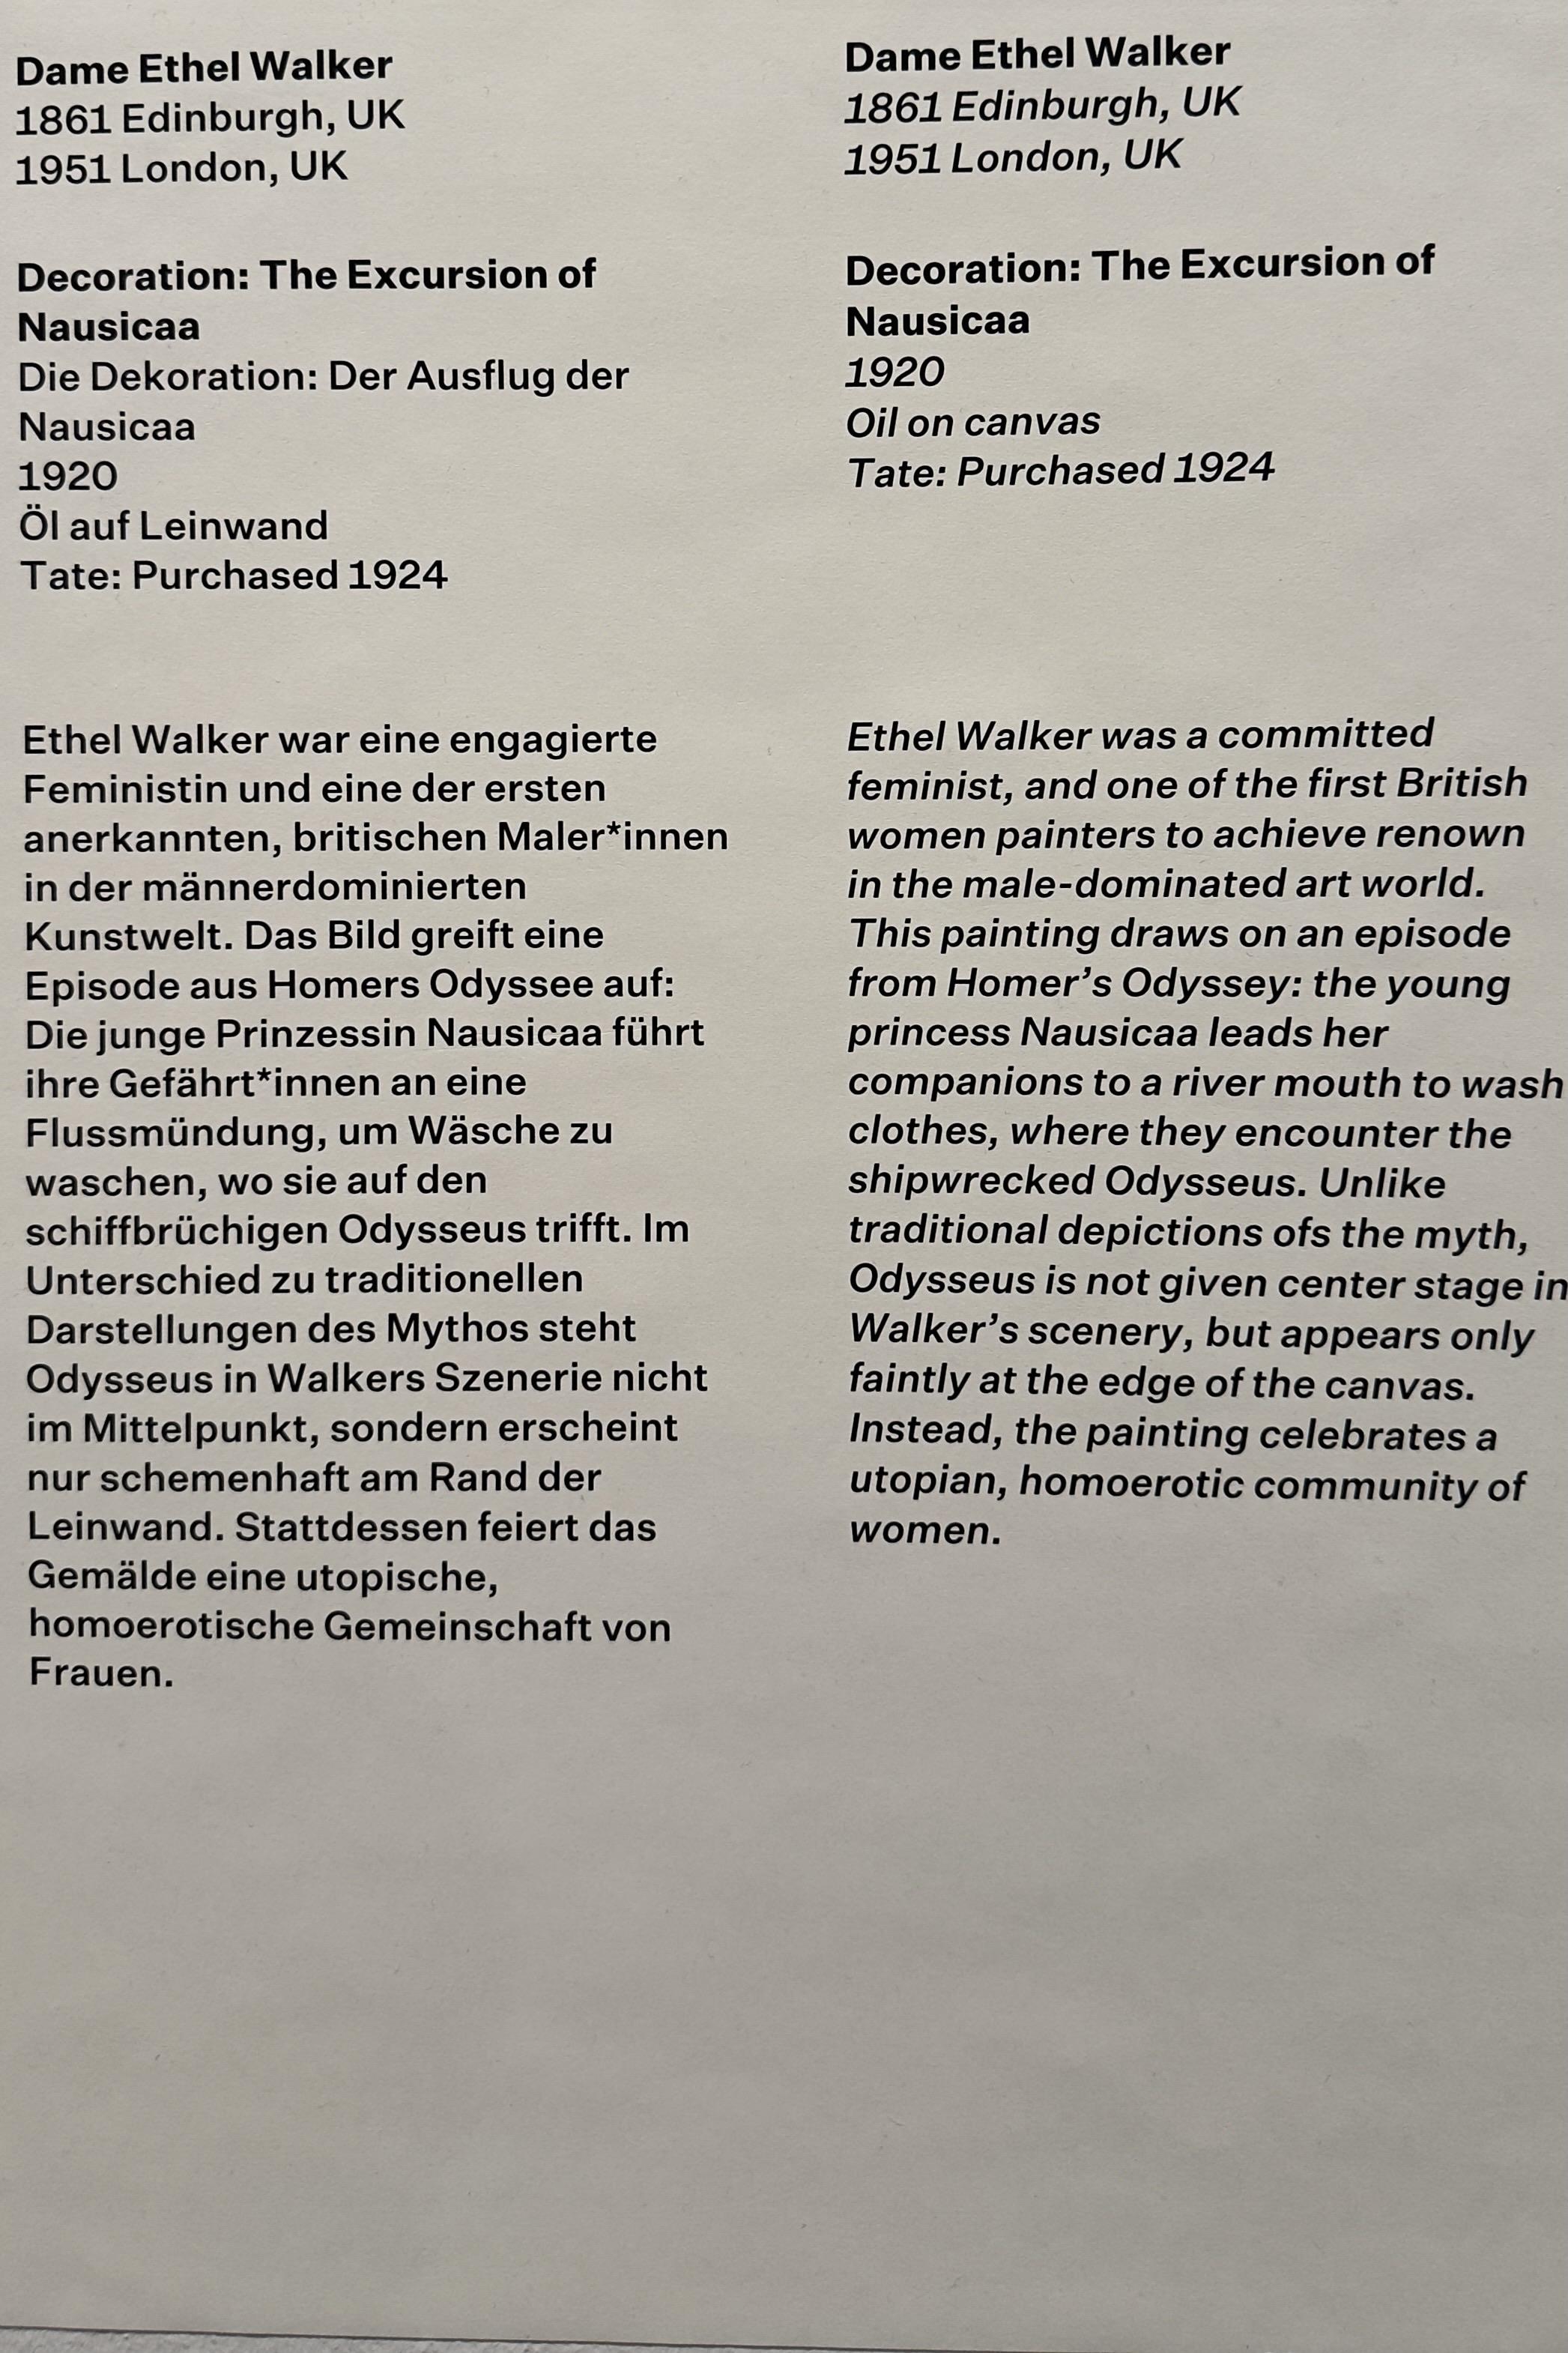 Dame Ethel Walker
1861 Edinburgh, UK
1951 London, UK
Decoration: The Excursion of
Nausicaa
Die Dekoration: Der Ausflug der
Nausicaa
1920
Öl auf Leinwand
Tate: Purchased 1924
Ethel Walker war eine engagierte
Feministin und eine der ersten
anerkannten, britischen Maler*innen
in der männerdominierten
Kunstwelt. Das Bild greift eine
Episode aus Homers Odyssee auf:
Die junge Prinzessin Nausicaa führt
ihre Gefährt*innen an eine
Flussmündung, um Wäsche zu
waschen, wo sie auf den
schiffbrüchigen Odysseus trifft. Im
Unterschied zu traditionellen
Darstellungen des Mythos steht
Odysseus in Walkers Szenerie nicht
im Mittelpunkt, sondern erscheint
nur schemenhaft am Rand der
Leinwand. Stattdessen feiert das
Gemälde eine utopische,
homoerotische Gemeinschaft von
Frauen.
Dame Ethel Walker
1861 Edinburgh, UK
1951 London, UK
Decoration: The Excursion of
Nausicaa
1920
Oil on canvas
Tate: Purchased 1924
Ethel Walker was a committed
feminist, and one of the first British
women painters to achieve renown
in the male-dominated art world.
This painting draws on an episode
from Homer’s Odyssey: the young
princess Nausicaa leads her
companions to a river mouth to wash
clothes, where they encounter the
shipwrecked Odysseus. Unlike
traditional depictions ofs the myth,
Odysseus is not given center stage in
Walker’s scenery, but appears only
faintly at the edge of the canvas.
Instead, the painting celebrates a
utopian, homoerotic community of
women.